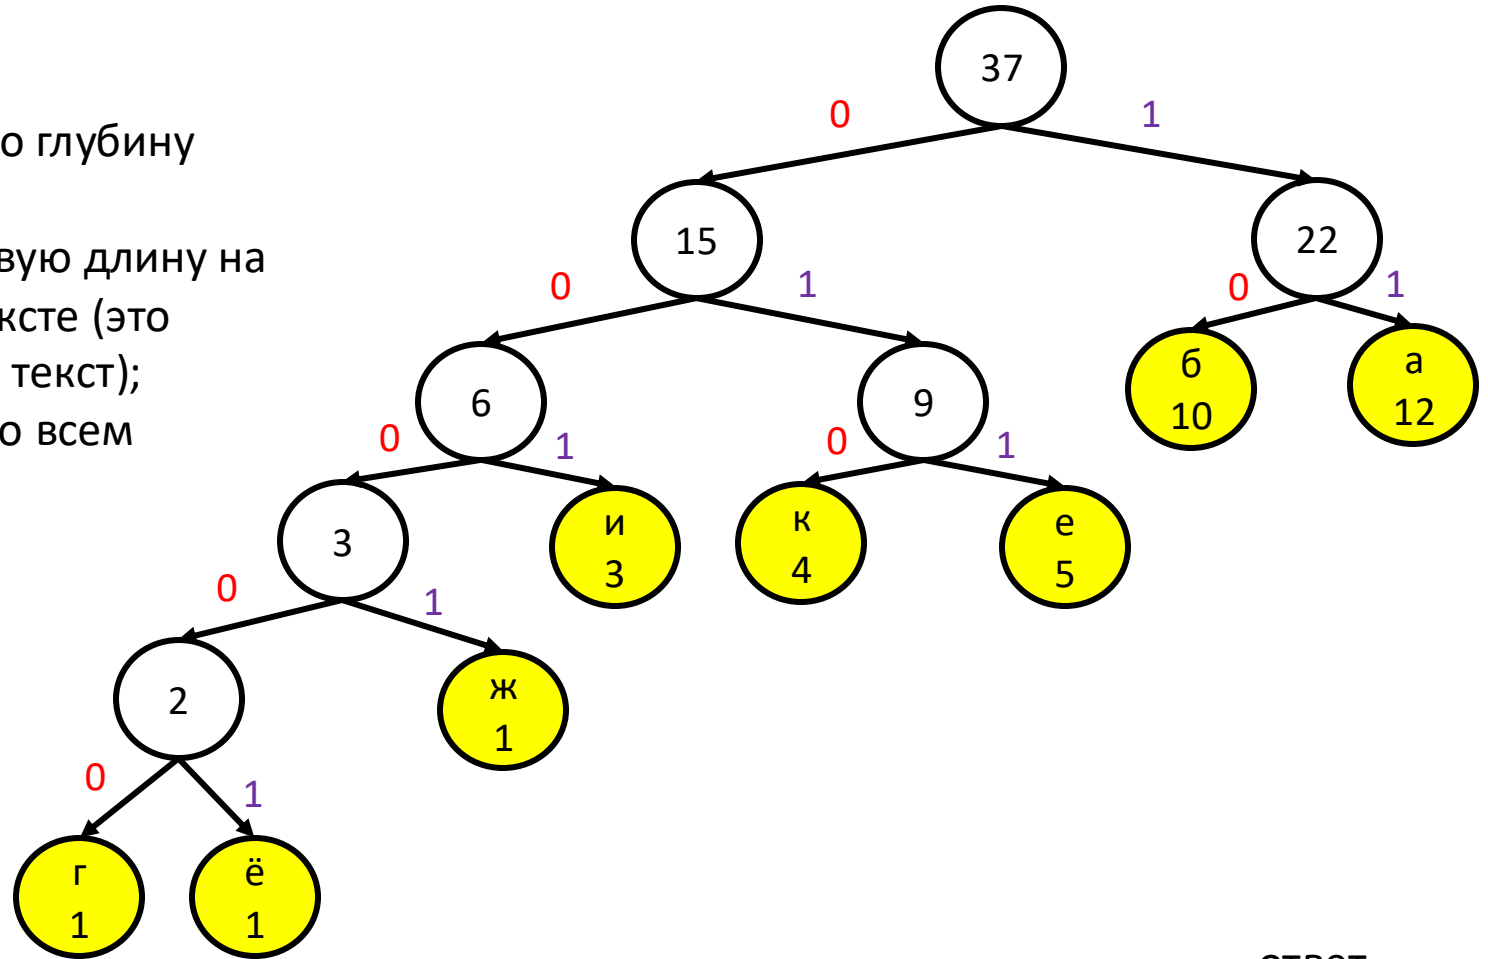 о глубину
вую длину на
ксте (это
текст);
о всем
37
0 1
15 22
0 1 0 1
6 9 б 10 а 12
0 1 0 1
3 и 3 к 4 е 5
0 1
2 ж 1
0 1
г 1 ё 1
ответ